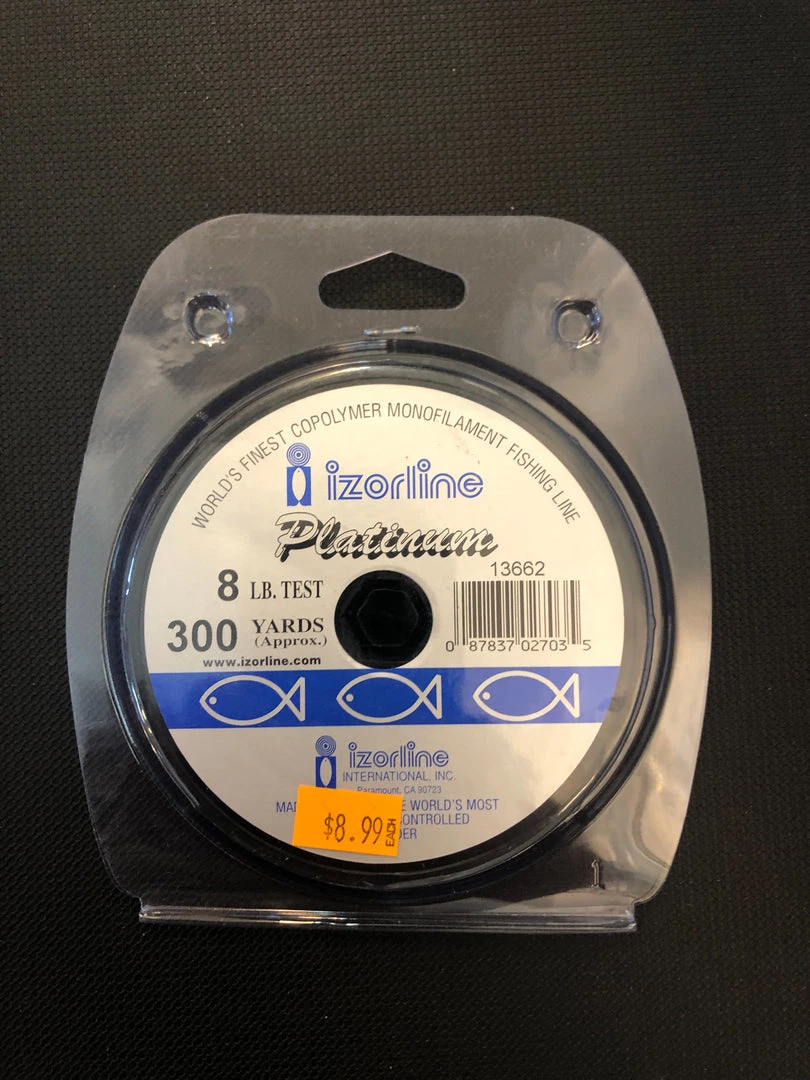 WORLD'S FINEST COPOLYMER MONOFILAMENT FISHING LINE
izorline
Platinum
8 LB. TEST
300 YARDS
(Approx.)
www.izorline.com
13662
0 87837 02703 5
izorline
INTERNATIONAL, INC.
Paramount, CA 90723
WORLD'S MOST
$8.99 EACH
1